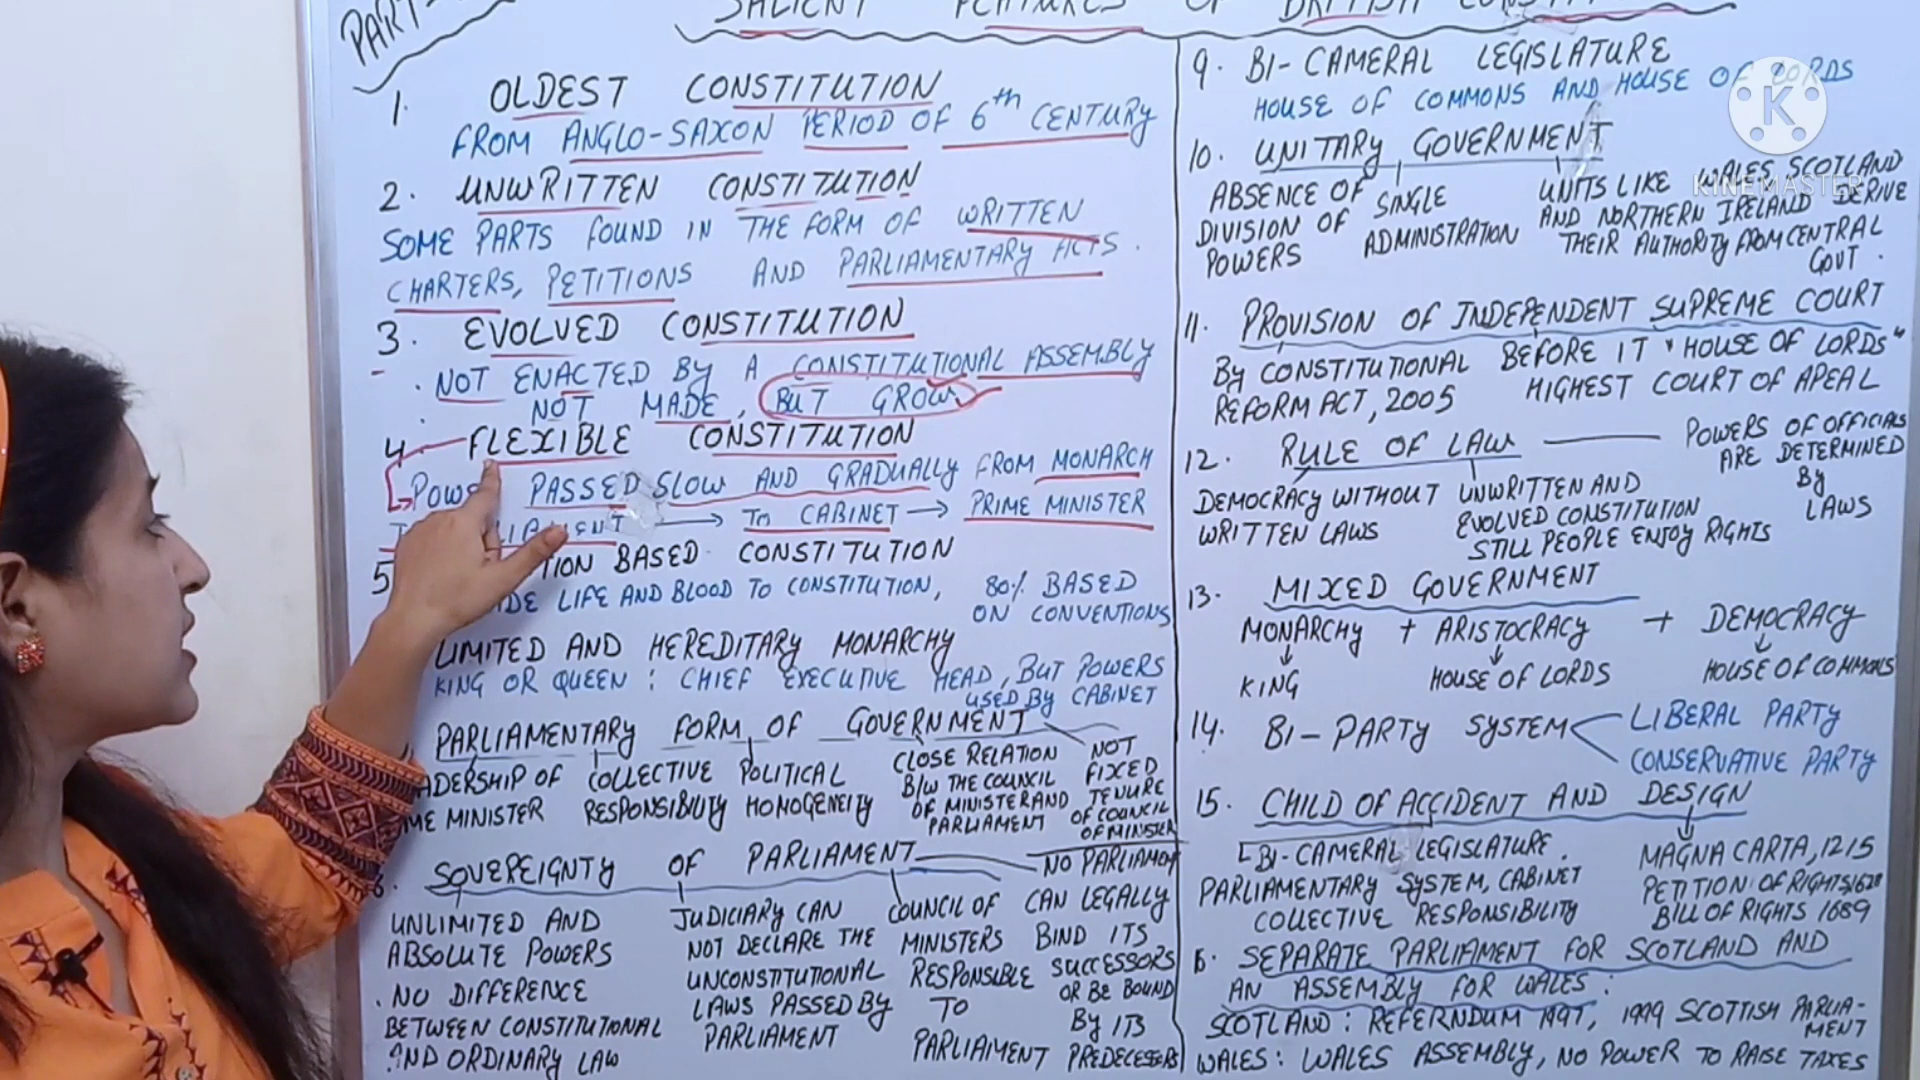 PART-
SALIENT FEATURES OF BRITISH
1. OLDEST CONSTITUTION
FROM ANGLO-SAXON PERIOD OF 6th CENTURY
2. UNWRITTEN CONSTITUTION
SOME PARTS FOUND IN THE FORM OF WRITTEN
CHARTERS, PETITIONS AND PARLIAMENTARY ACTS.
3. EVOLVED CONSTITUTION
. NOT ENACTED BY A CONSTITUTIONAL ASSEMBLY
. NOT MADE, BUT GROW
4. FLEXIBLE CONSTITUTION
POWE PASSED SLOW AND GRADUALLY FROM MONARCH
→ TO CABINET → PRIME MINISTER
5 BASED CONSTITUTION
LIFE AND BLOOD TO CONSTITUTION, 80% BASED
ON CONVENTIONS
LIMITED AND HEREDITARY MONARCHY
KING OR QUEEN : CHIEF EXECUTIVE HEAD, BUT POWERS
USED BY CABINET
PARLIAMENTARY FORM OF GOVERNMENT
ADERSHIP OF
ME MINISTER
COLLECTIVE
RESPONSIBILITY
POLITICAL
HOMOGENEITY
CLOSE RELATION
B/W THE COUNCIL
OF MINISTER AND
PARLIAMENT
NOT
FIXED
TENURE
OF COUNCIL
OF MINISTER
8. SOVEREIGNTY OF PARLIAMENT
UNLIMITED AND
ABSOLUTE POWERS
. NO DIFFERENCE
BETWEEN CONSTITUTIONAL
AND ORDINARY LAW
JUDICIARY CAN
NOT DECLARE THE
UNCONSTITUTIONAL
LAWS PASSED BY
PARLIAMENT
COUNCIL OF
MINISTERS
RESPONSIBLE
TO
PARLIAMENT
NO PARLIAMENT
CAN LEGALLY
BIND ITS
SUCCESSORS
OR BE BOUND
BY ITS
PREDECESSERS
9. BI-CAMERAL LEGISLATURE
HOUSE OF COMMONS AND HOUSE OF LORDS
10. UNITARY GOVERNMENT
ABSENCE OF
DIVISION OF
POWERS
SINGLE
ADMINISTRATION
UNITS LIKE WALES, SCOTLAND
AND NORTHERN IRELAND DERIVE
THEIR AUTHORITY FROM CENTRAL
GOVT.
11. PROVISION OF INDEPENDENT SUPREME COURT
BY CONSTITUTIONAL
REFORM ACT, 2005
BEFORE IT "HOUSE OF LORDS"
HIGHEST COURT OF APEAL
12. RULE OF LAW
DEMOCRACY WITHOUT
WRITTEN LAWS
UNWRITTEN AND
EVOLVED CONSTITUTION
STILL PEOPLE ENJOY RIGHTS
POWERS OF OFFICIALS
ARE DETERMINED
BY
LAWS
13. MIXED GOVERNMENT
MONARCHY + ARISTOCRACY + DEMOCRACY
KING HOUSE OF LORDS HOUSE OF COMMONS
14. BI-PARTY SYSTEM
LIBERAL PARTY
CONSERVATIVE PARTY
15. CHILD OF ACCIDENT AND DESIGN
BI-CAMERAL LEGISLATURE.
PARLIAMENTARY SYSTEM, CABINET
COLLECTIVE RESPONSIBILITY
MAGNA CARTA, 1215
PETITION OF RIGHTS, 1628
BILL OF RIGHTS 1689
SEPARATE PARLIAMENT FOR SCOTLAND AND
AN ASSEMBLY FOR WALES :
SCOTLAND : REFERNDUM 1997, 1999 SCOTTISH PARLIA-
MENT
WALES : WALES ASSEMBLY, NO POWER TO RAISE TAXES
K
KINEMASTER